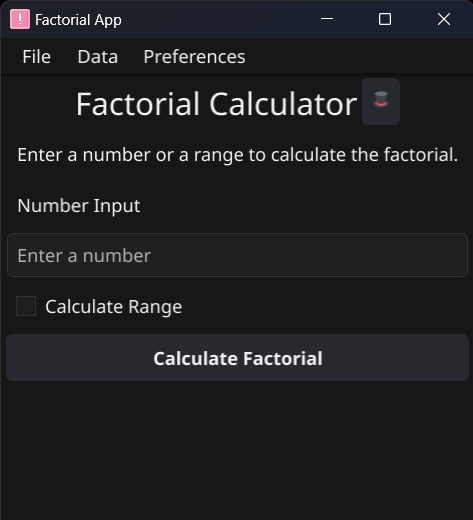 ! Factorial App
File Data Preferences
Factorial Calculator
Enter a number or a range to calculate the factorial.
Number Input
Enter a number
Calculate Range
Calculate Factorial